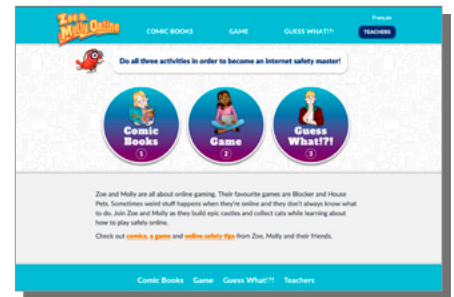 Français
Zoe & Molly Online
COMIC BOOKS GAME GUESS WHAT!?! TEACHERS
Do all three activities in order to become an internet safety master!
Comic Books 1
Game 2
Guess What!?! 3
Zoe and Molly are all about online gaming. Their favourite games are Blocker and House
Pets. Sometimes weird stuff happens when they're online and they don't always know what
to do. Join Zoe and Molly as they build epic castles and collect cats while learning about
how to play safely online.
Check out comics, a game and online safety tips from Zoe, Molly and their friends.
Comic Books Game Guess What!?! Teachers